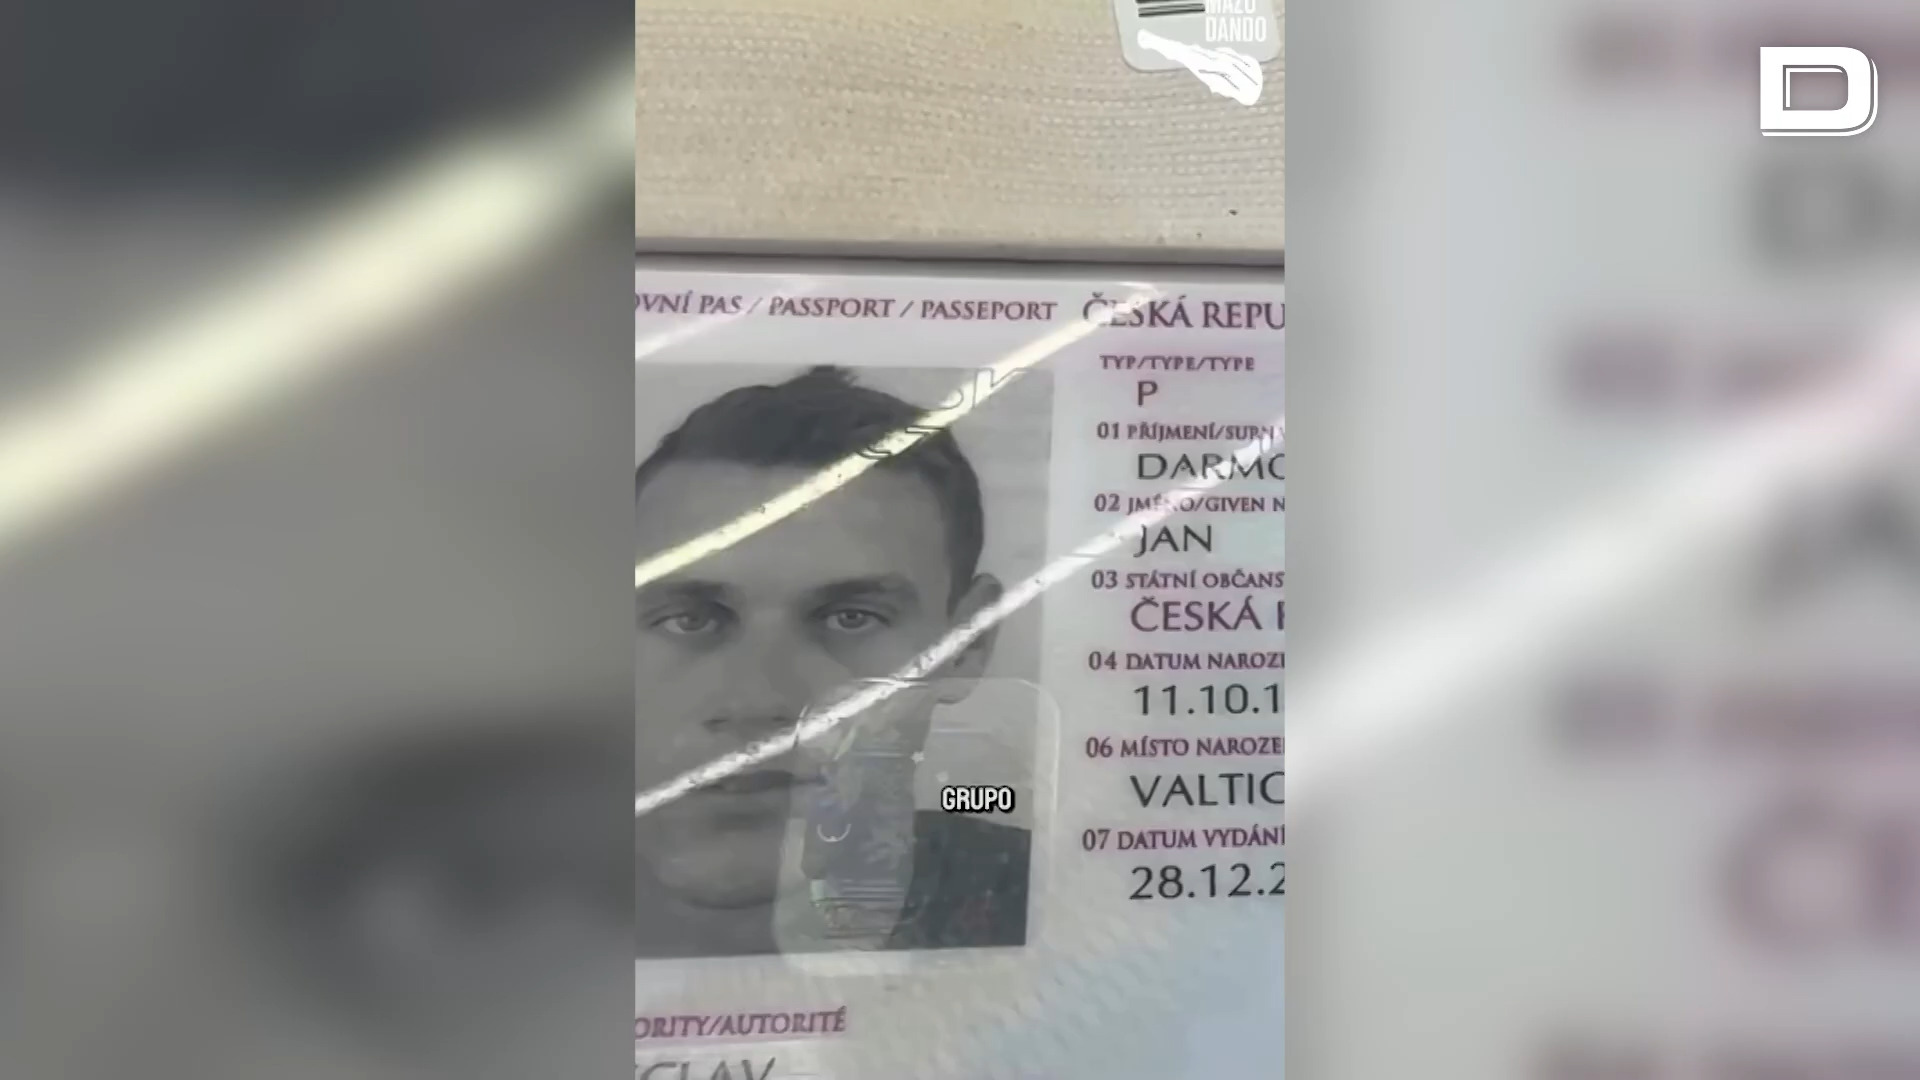 MAZO
DANDO
D
OVNÍ PAS / PASSPORT / PASSEPORT ČESKÁ REPU
TYP/TYPE/TYPE
P
01 PŘÍJMENÍ/SURN
DARMO
02 JMÉNO/GIVEN N
JAN
03 STÁTNÍ OBČANS
ČESKÁ R
04 DATUM NAROZE
11.10.1
06 MÍSTO NAROZE
VALTIC
GRUPO
07 DATUM VYDÁNÍ
28.12.2
ORITY/AUTORITÉ
CLAV